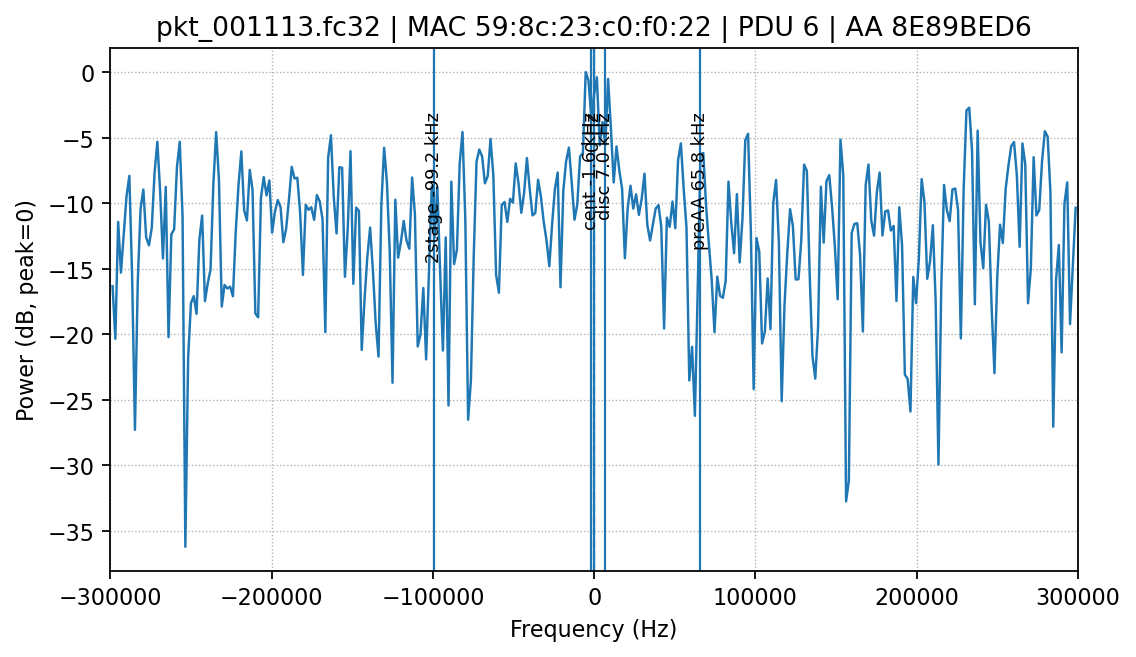 pkt_001113.fc32 | MAC 59:8c:23:c0:f0:22 | PDU 6 | AA 8E89BED6
Power (dB, peak=0)
0
−5
−10
−15
−20
−25
−30
−35
2stage -99.2 kHz
cent -1.6 kHz
disc 7.0 kHz
preAA 65.8 kHz
−300000
−200000
−100000
0
100000
200000
300000
Frequency (Hz)